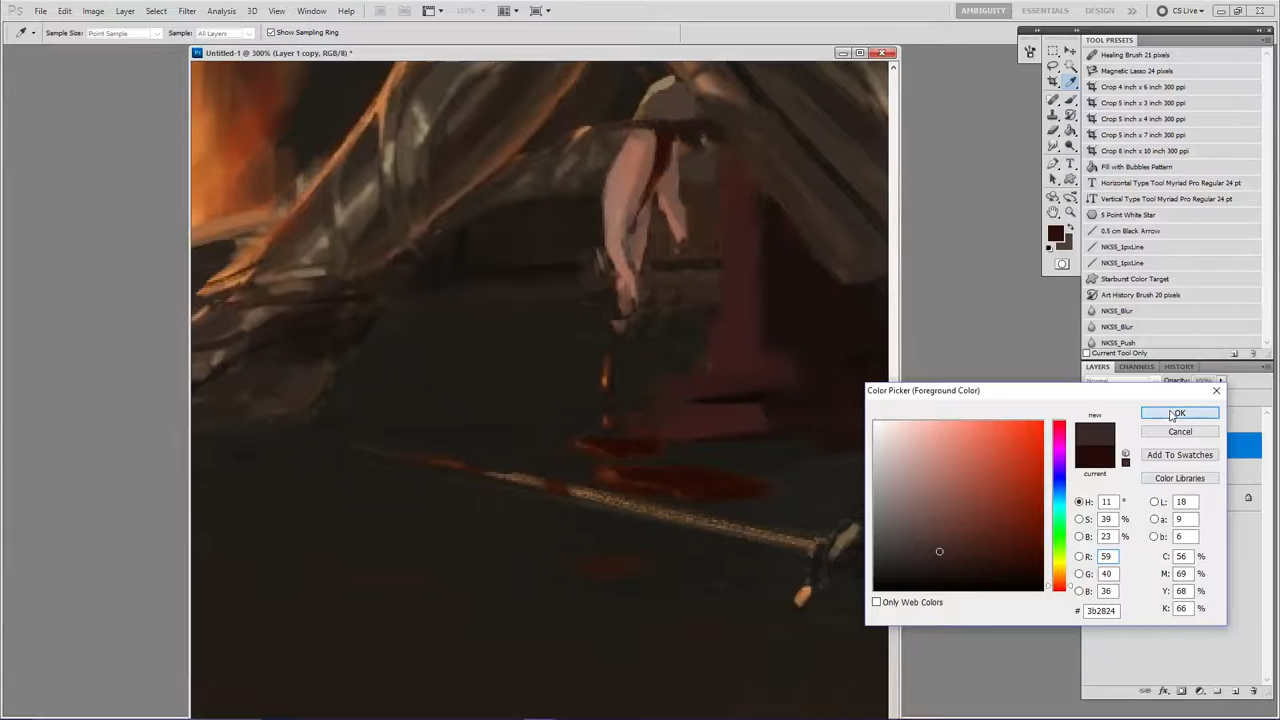 Ps File Edit Image Layer Select Filter Analysis 3D View Window Help 100% AMBIGUITY ESSENTIALS DESIGN CS Live
Sample Size: Point Sample Sample: All Layers Show Sampling Ring
Untitled-1 @ 300% (Layer 1 copy, RGB/8) *
TOOL PRESETS
Healing Brush 21 pixels
Magnetic Lasso 24 pixels
Crop 4 inch x 6 inch 300 ppi
Crop 5 inch x 3 inch 300 ppi
Crop 5 inch x 4 inch 300 ppi
Crop 5 inch x 7 inch 300 ppi
Crop 8 inch x 10 inch 300 ppi
Fill with Bubbles Pattern
Horizontal Type Tool Myriad Pro Regular 24 pt
Vertical Type Tool Myriad Pro Regular 24 pt
5 Point White Star
0.5 cm Black Arrow
NKS5_1pxLine
NKS5_1pxLine
Starburst Color Target
Art History Brush 20 pixels
NKS5_Blur
NKS5_Blur
NKS5_Push
Current Tool Only
LAYERS CHANNELS HISTORY
Normal Opacity: 100%
Color Picker (Foreground Color)
new
current
OK
Cancel
Add To Swatches
Color Libraries
H: 11 °
S: 39 %
B: 23 %
R: 59
G: 40
B: 36
# 3b2824
L: 18
a: 9
b: 6
C: 56 %
M: 69 %
Y: 68 %
K: 66 %
Only Web Colors